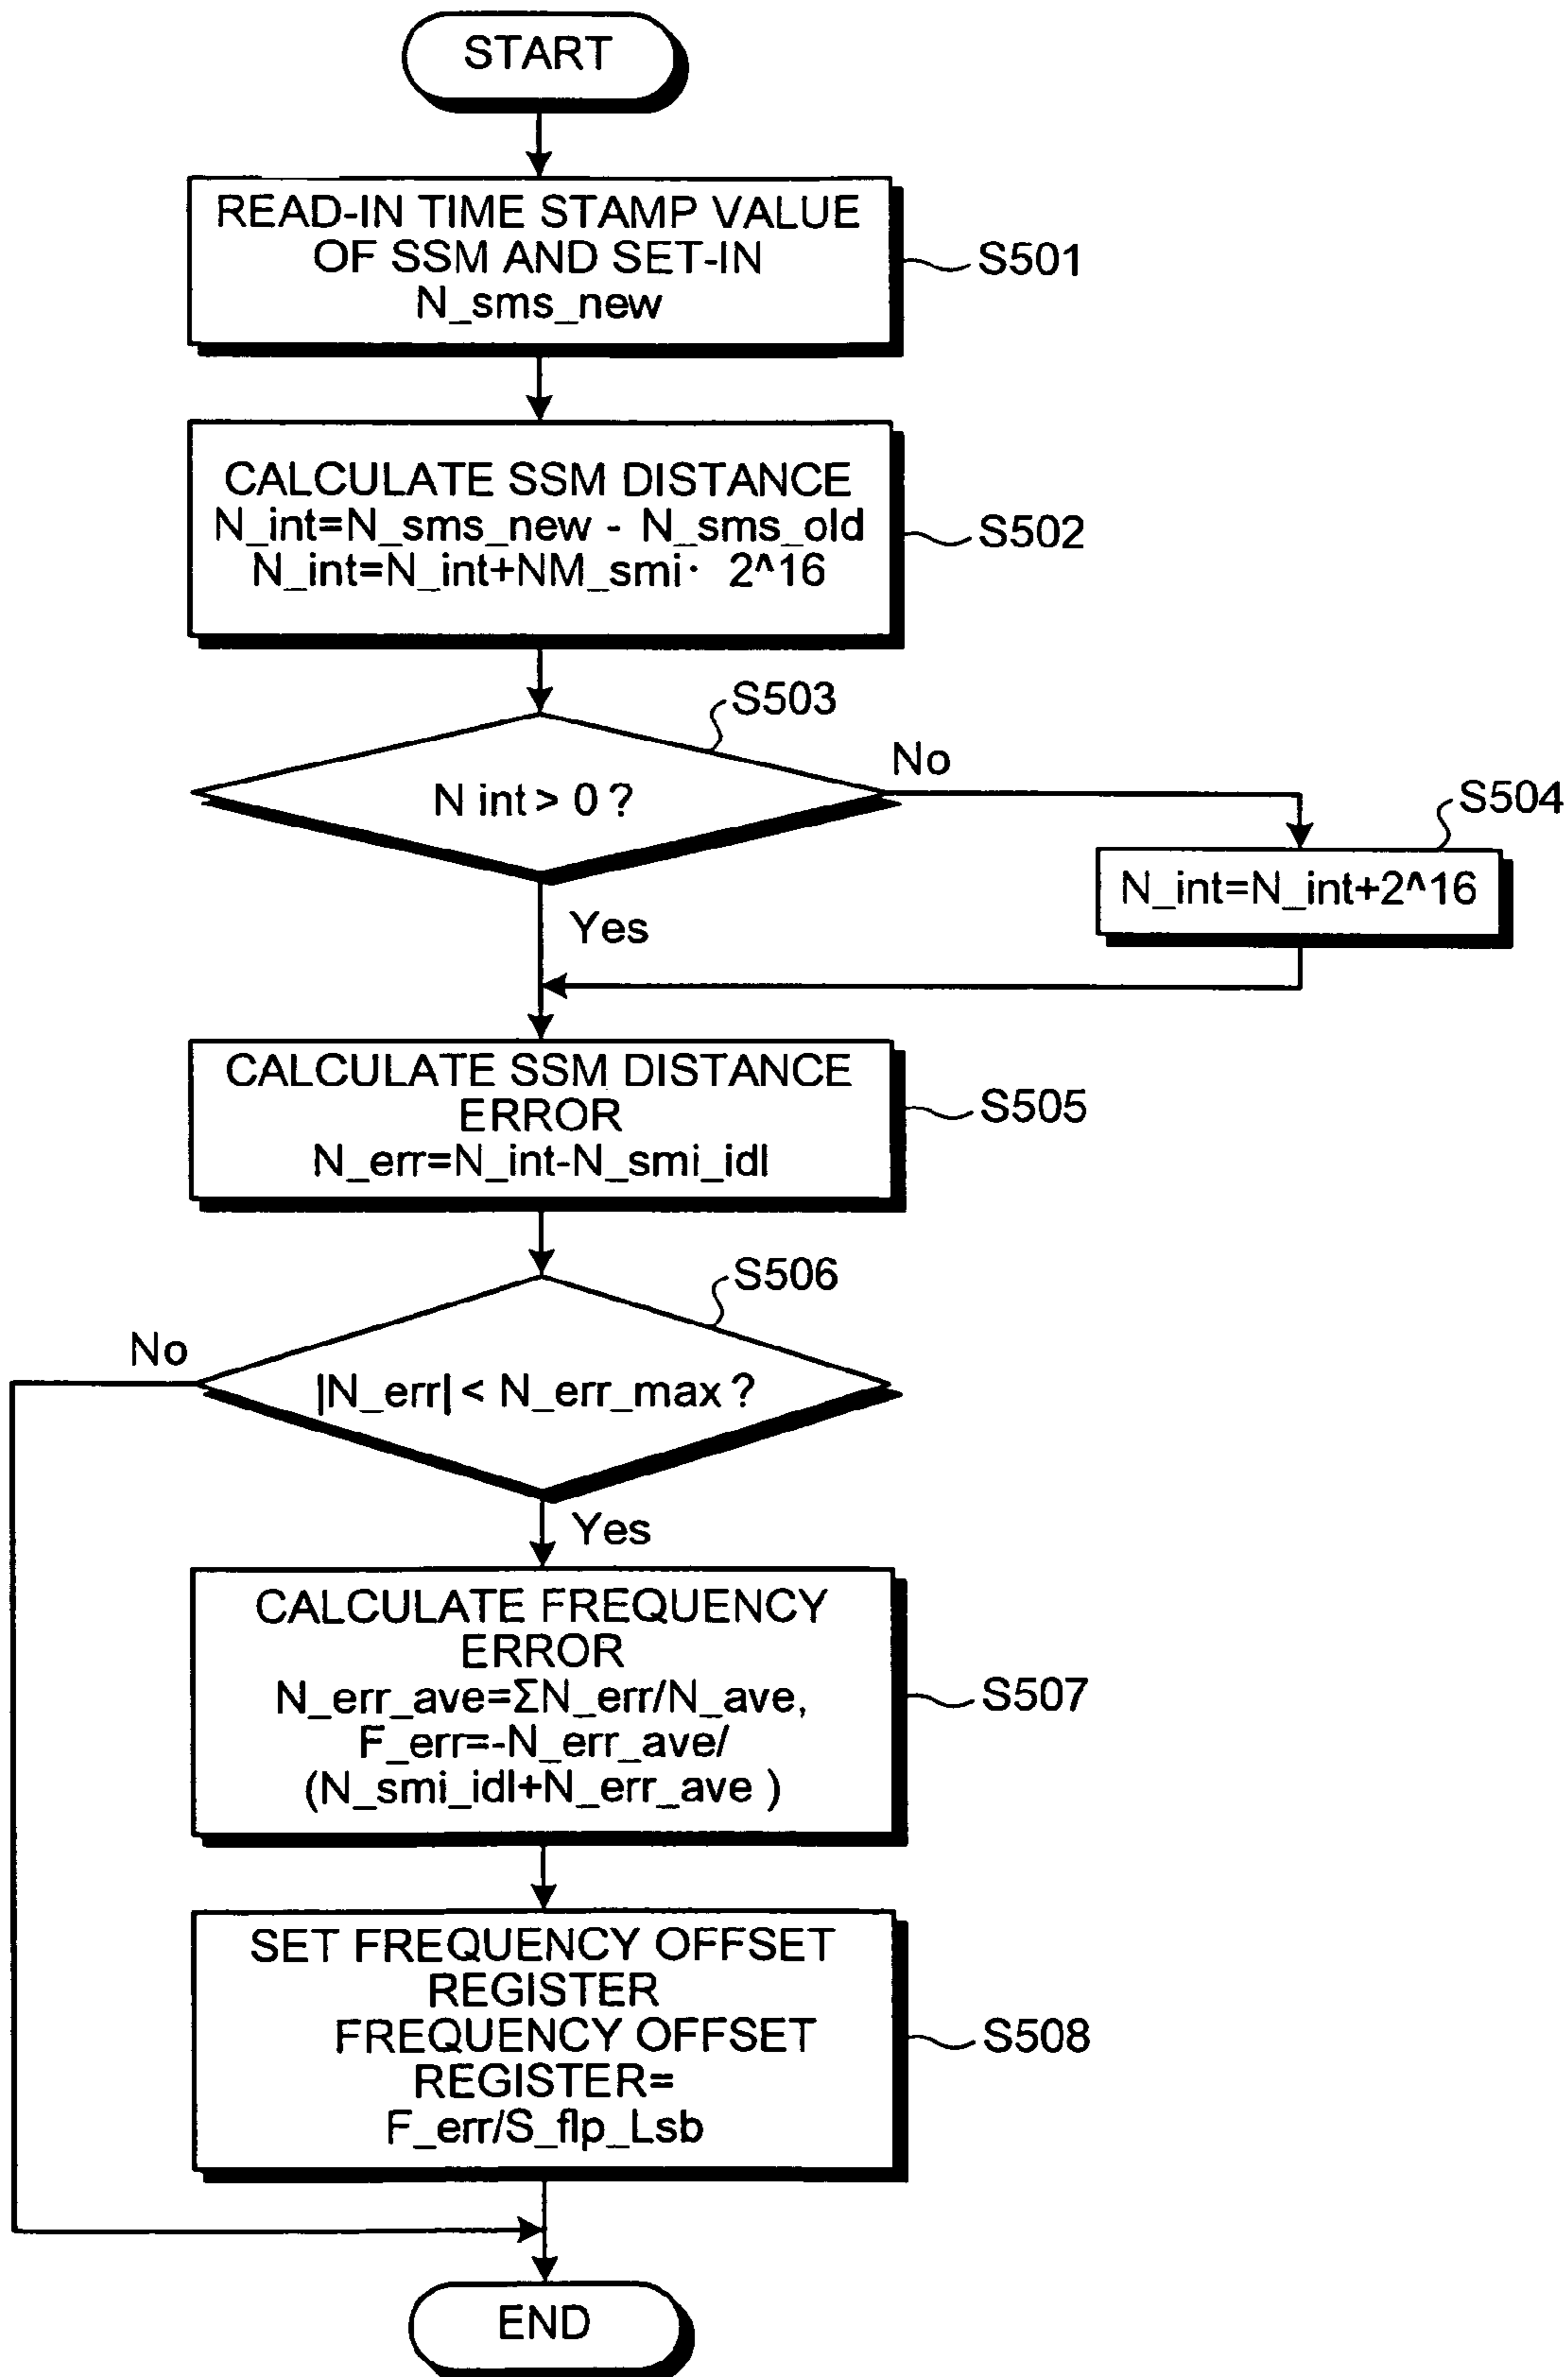 START
READ-IN TIME STAMP VALUE
OF SSM AND SET-IN
N_sms_new
S501
CALCULATE SSM DISTANCE
N_int=N_sms_new - N_sms_old
N_int=N_int+NM_smi· 2^16
S502
S503
N int > 0 ?
No
S504
N_int=N_int+2^16
Yes
CALCULATE SSM DISTANCE
ERROR
N_err=N_int-N_smi_idl
S505
S506
No
|N_err| < N_err_max ?
Yes
CALCULATE FREQUENCY
ERROR
N_err_ave=ΣN_err/N_ave,
F_err=-N_err_ave/
(N_smi_idl+N_err_ave )
S507
SET FREQUENCY OFFSET
REGISTER
FREQUENCY OFFSET
REGISTER=
F_err/S_flp_Lsb
S508
END